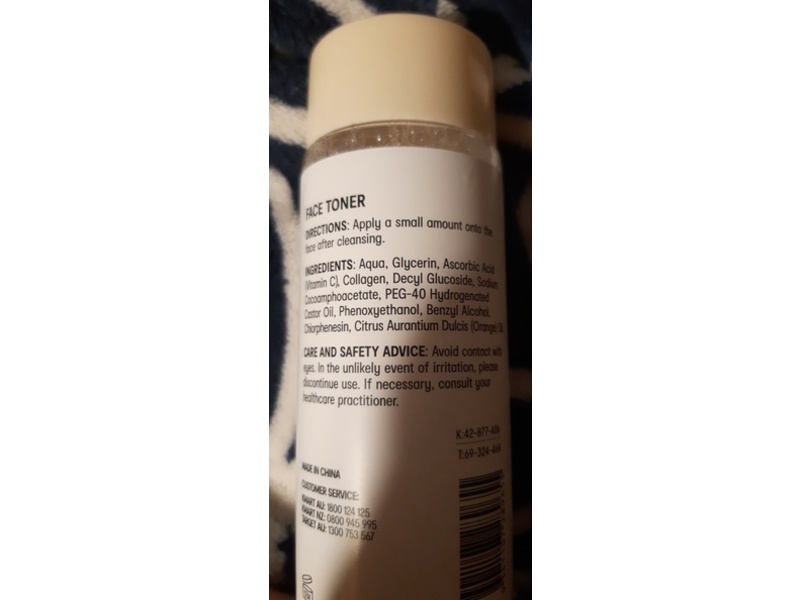 FACE TONER
DIRECTIONS: Apply a small amount onto the
face after cleansing.
INGREDIENTS: Aqua, Glycerin, Ascorbic Acid
(Vitamin C), Collagen, Decyl Glucoside, Sodium
Cocoamphoacetate, PEG-40 Hydrogenated
Castor Oil, Phenoxyethanol, Benzyl Alcohol,
Chlorphenesin, Citrus Aurantium Dulcis (Orange)
CARE AND SAFETY ADVICE: Avoid contact with
eyes. In the unlikely event of irritation, please
discontinue use. If necessary, consult your
healthcare practitioner.
K:42-877-486
MADE IN CHINA
CUSTOMER SERVICE:
KMART AU: 1800 124 125
KMART NZ: 0800 945 995
TARGET AU: 1300 753 567